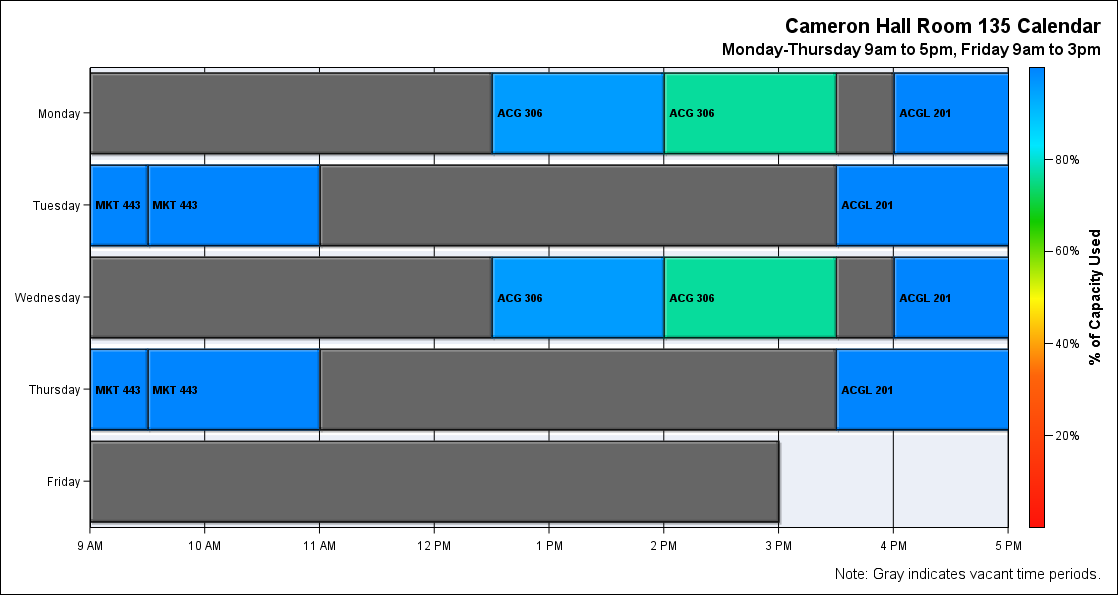 Cameron Hall Room 135 Calendar
Monday-Thursday 9am to 5pm, Friday 9am to 3pm
Monday
ACG 306
ACG 306
ACGL 201
Tuesday
MKT 443
MKT 443
ACGL 201
Wednesday
ACG 306
ACG 306
ACGL 201
Thursday
MKT 443
MKT 443
ACGL 201
Friday
9 AM
10 AM
11 AM
12 PM
1 PM
2 PM
3 PM
4 PM
5 PM
80%
60%
40%
20%
% of Capacity Used
Note: Gray indicates vacant time periods.